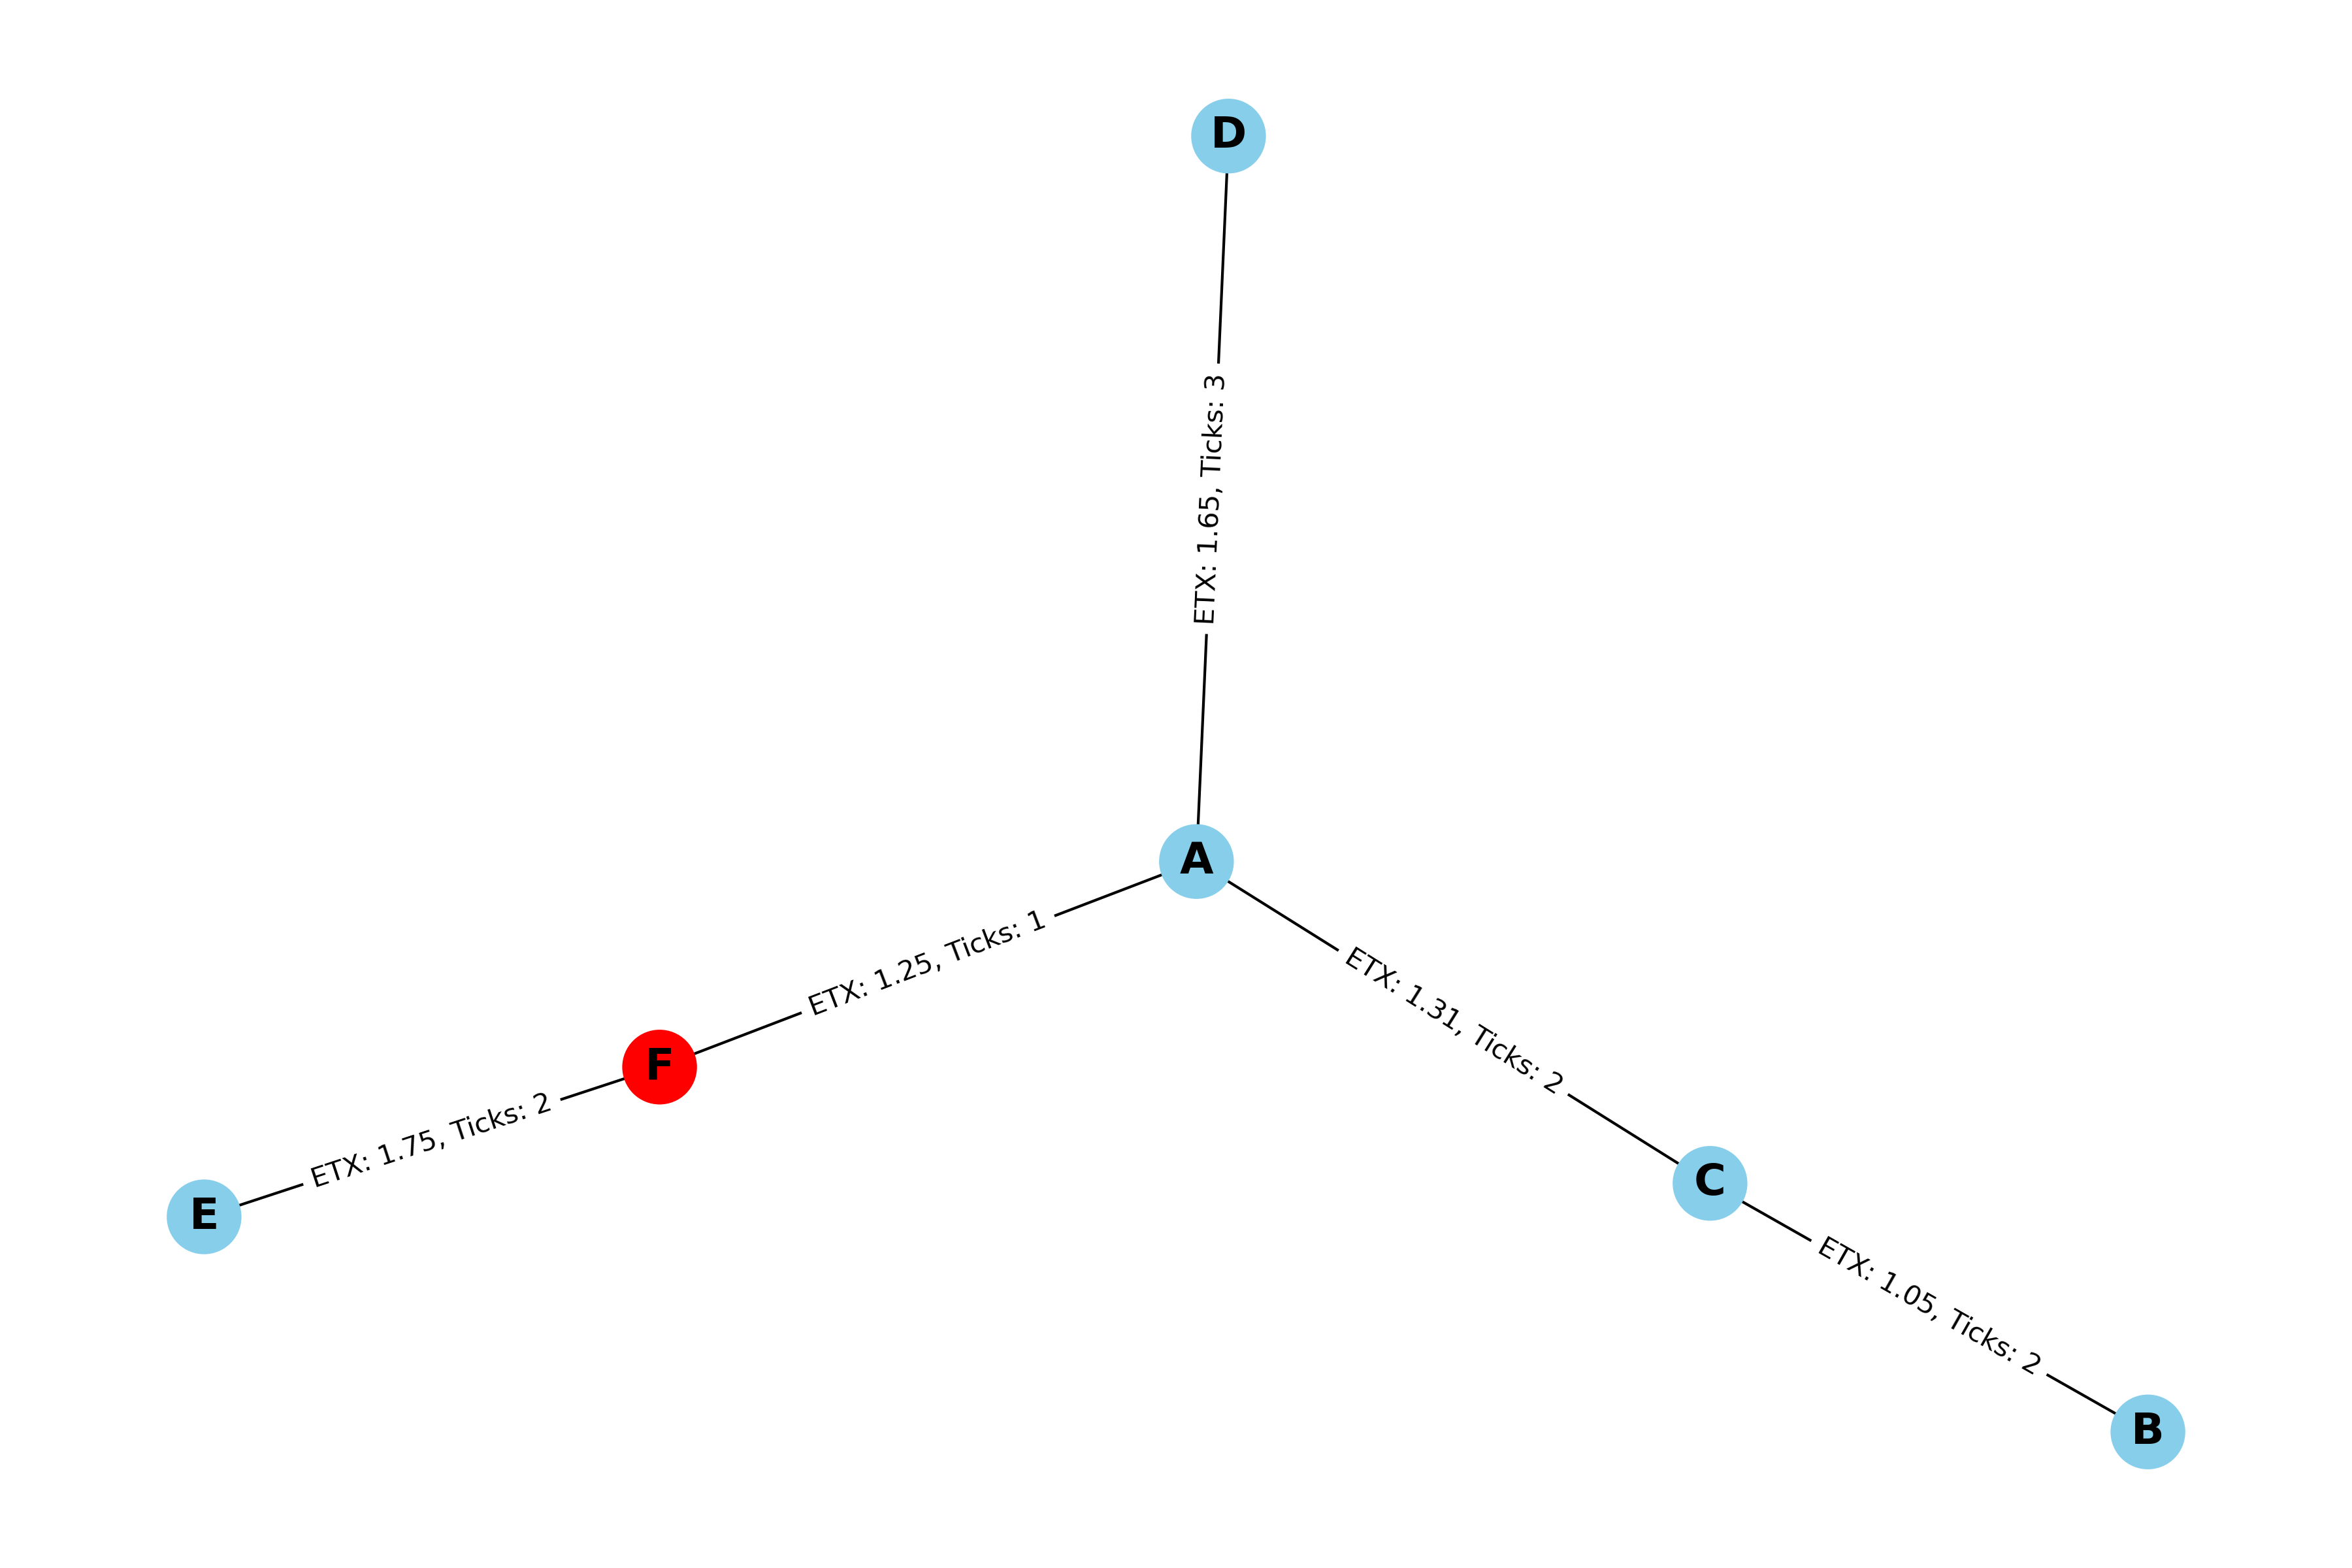 D
ETX: 1.65, Ticks: 3
A
ETX: 1.25, Ticks: 1
ETX: 1.31, Ticks: 2
F
ETX: 1.75, Ticks: 2
C
E
ETX: 1.05, Ticks: 2
B